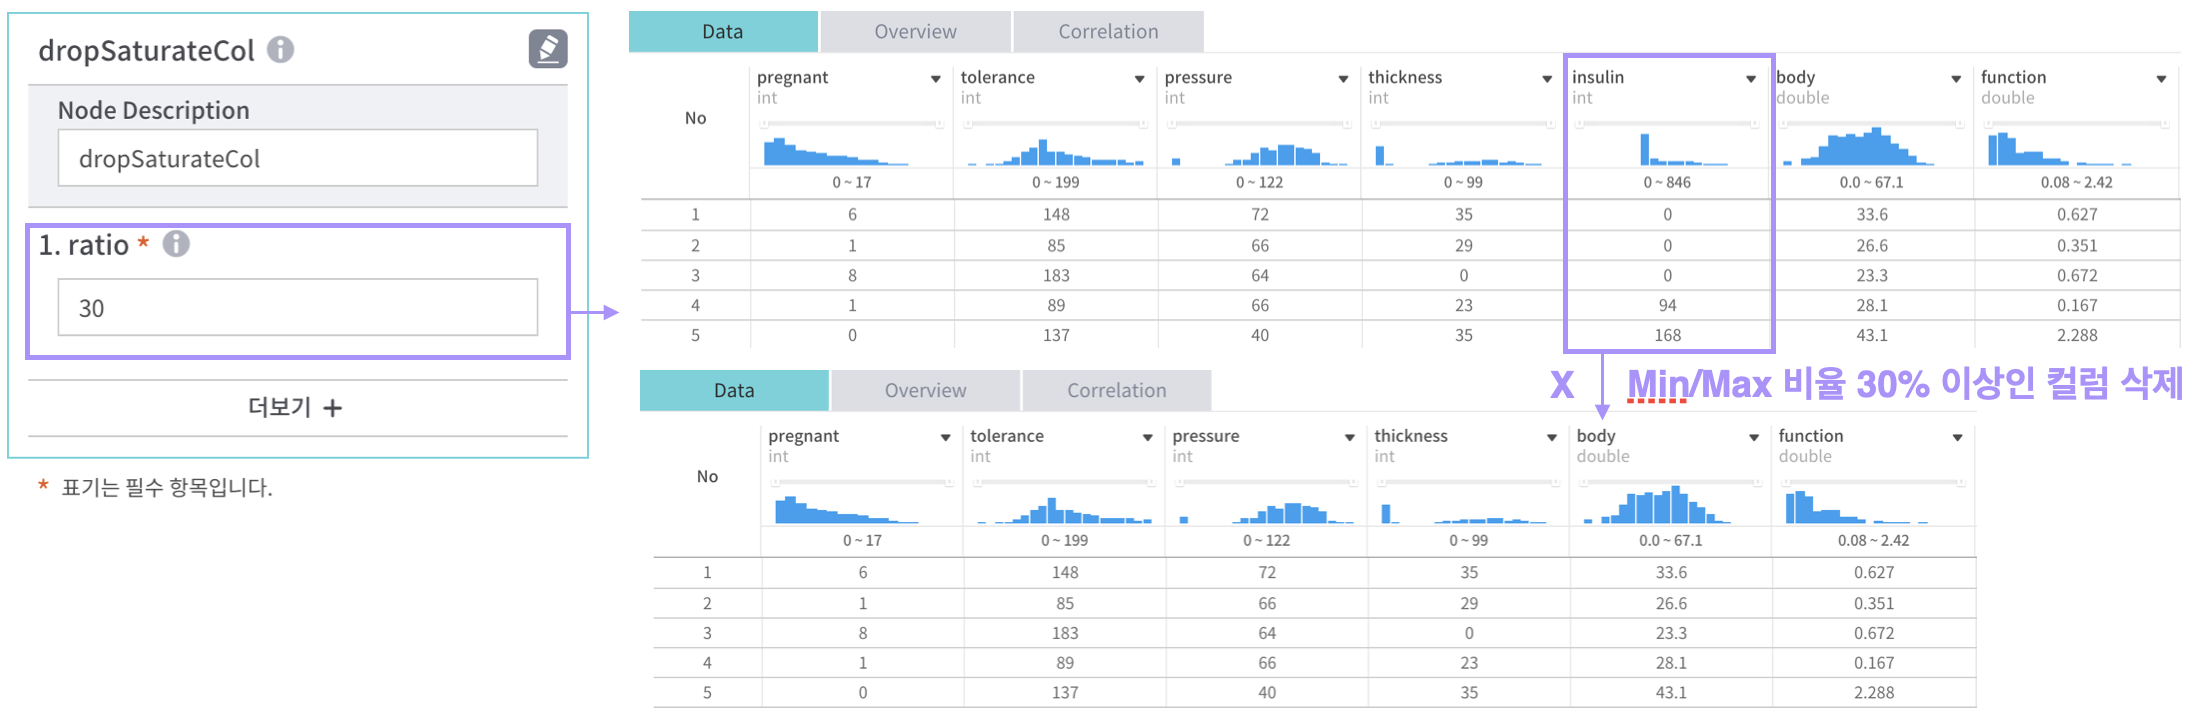 dropSaturateCol
Node Description
dropSaturateCol
1. ratio *
30
더보기 +
* 표기는 필수 항목입니다.
Data Overview Correlation
No pregnant tolerance pressure thickness insulin body function
int int int int int double double
0 ~ 17 0 ~ 199 0 ~ 122 0 ~ 99 0 ~ 846 0.0 ~ 67.1 0.08 ~ 2.42
1 6 148 72 35 0 33.6 0.627
2 1 85 66 29 0 26.6 0.351
3 8 183 64 0 0 23.3 0.672
4 1 89 66 23 94 28.1 0.167
5 0 137 40 35 168 43.1 2.288
X Min/Max 비율 30% 이상인 컬럼 삭제
Data Overview Correlation
No pregnant tolerance pressure thickness body function
int int int int double double
0 ~ 17 0 ~ 199 0 ~ 122 0 ~ 99 0.0 ~ 67.1 0.08 ~ 2.42
1 6 148 72 35 33.6 0.627
2 1 85 66 29 26.6 0.351
3 8 183 64 0 23.3 0.672
4 1 89 66 23 28.1 0.167
5 0 137 40 35 43.1 2.288